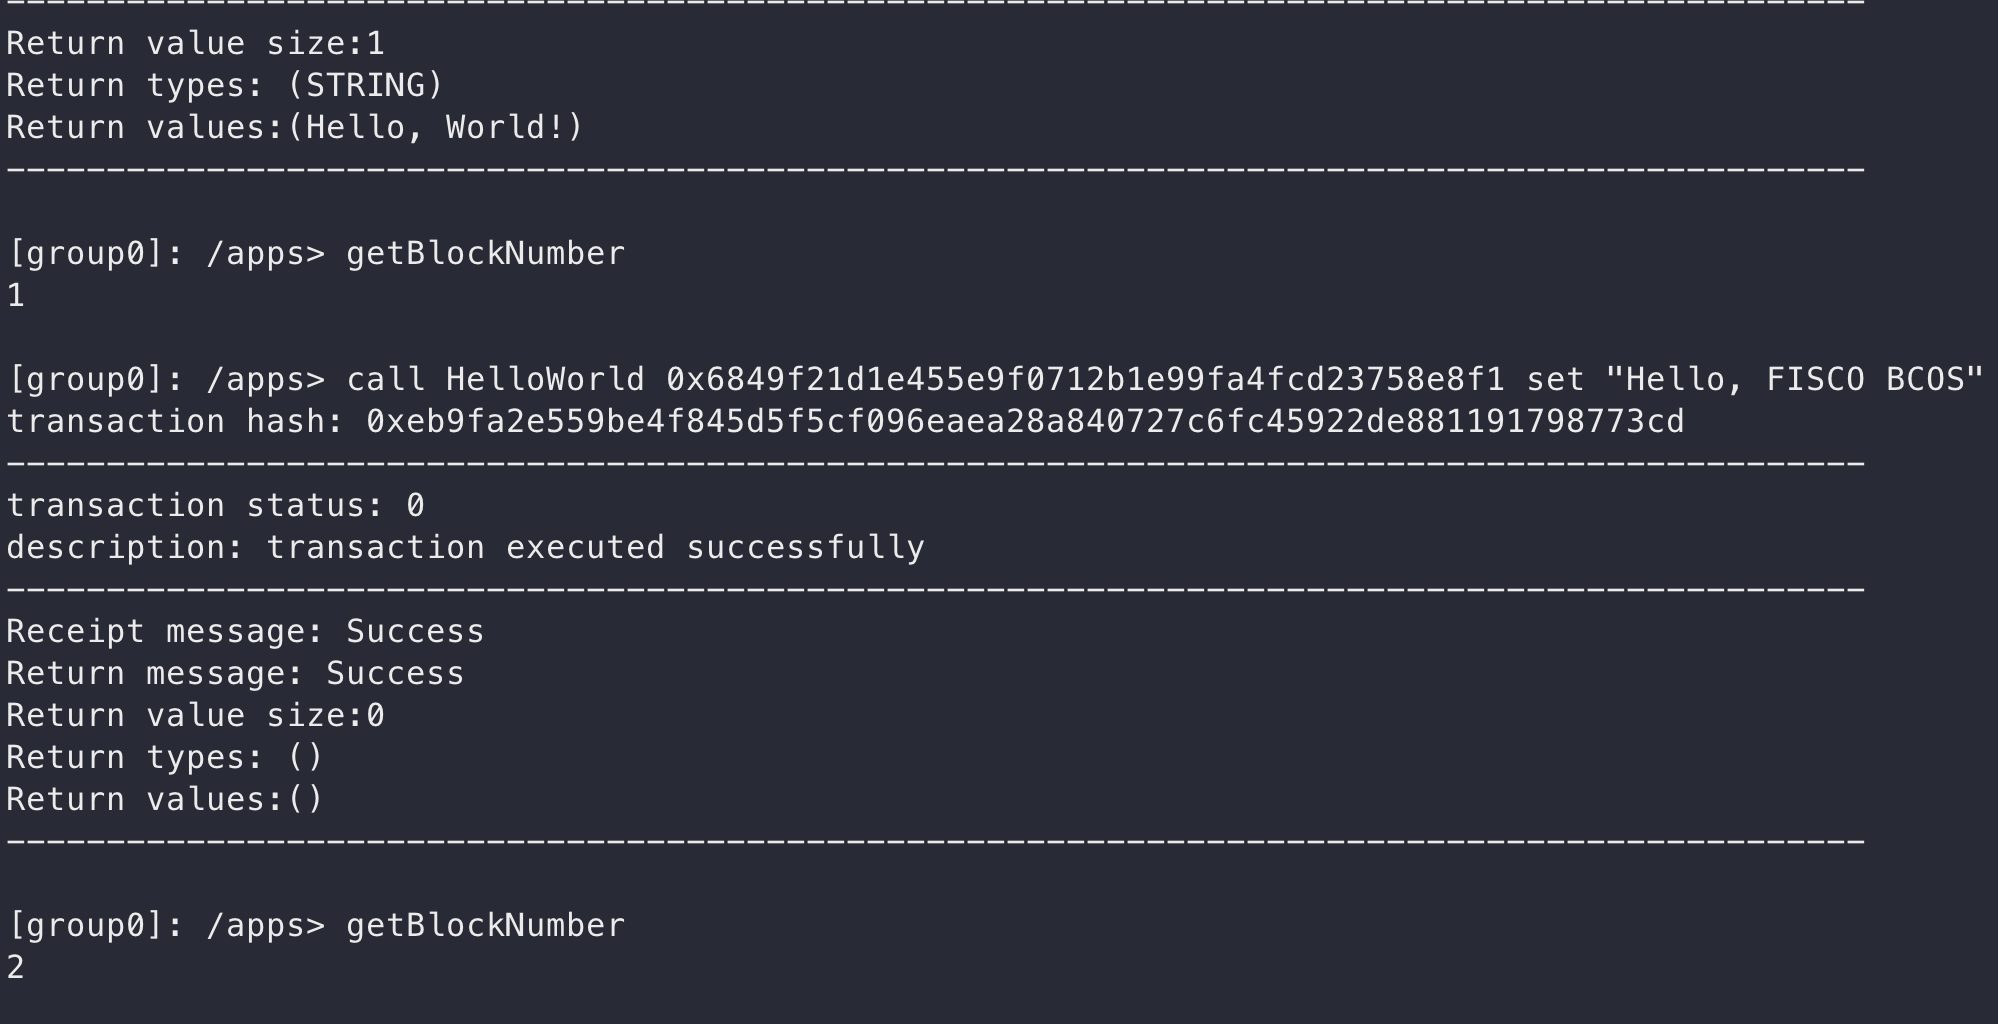 Return value size:1
Return types: (STRING)
Return values:(Hello, World!)
---------------------------------------------------------------------------------------------
[group0]: /apps> getBlockNumber
1
[group0]: /apps> call HelloWorld 0x6849f21d1e455e9f0712b1e99fa4fcd23758e8f1 set "Hello, FISCO BCOS"
transaction hash: 0xeb9fa2e559be4f845d5f5cf096eaea28a840727c6fc45922de881191798773cd
---------------------------------------------------------------------------------------------
transaction status: 0
description: transaction executed successfully
---------------------------------------------------------------------------------------------
Receipt message: Success
Return message: Success
Return value size:0
Return types: ()
Return values:()
---------------------------------------------------------------------------------------------
[group0]: /apps> getBlockNumber
2